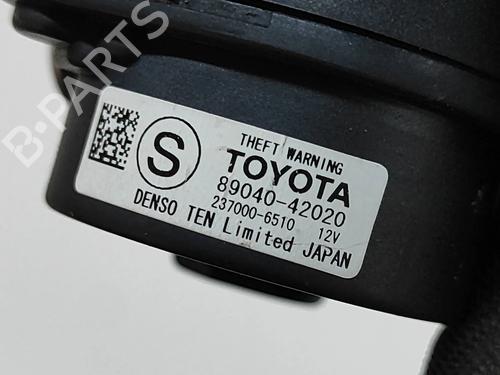 B-PARTS
S
THEFT WARNING
TOYOTA
89040-42020
237000-6510 12V
DENSO TEN Limited JAPAN